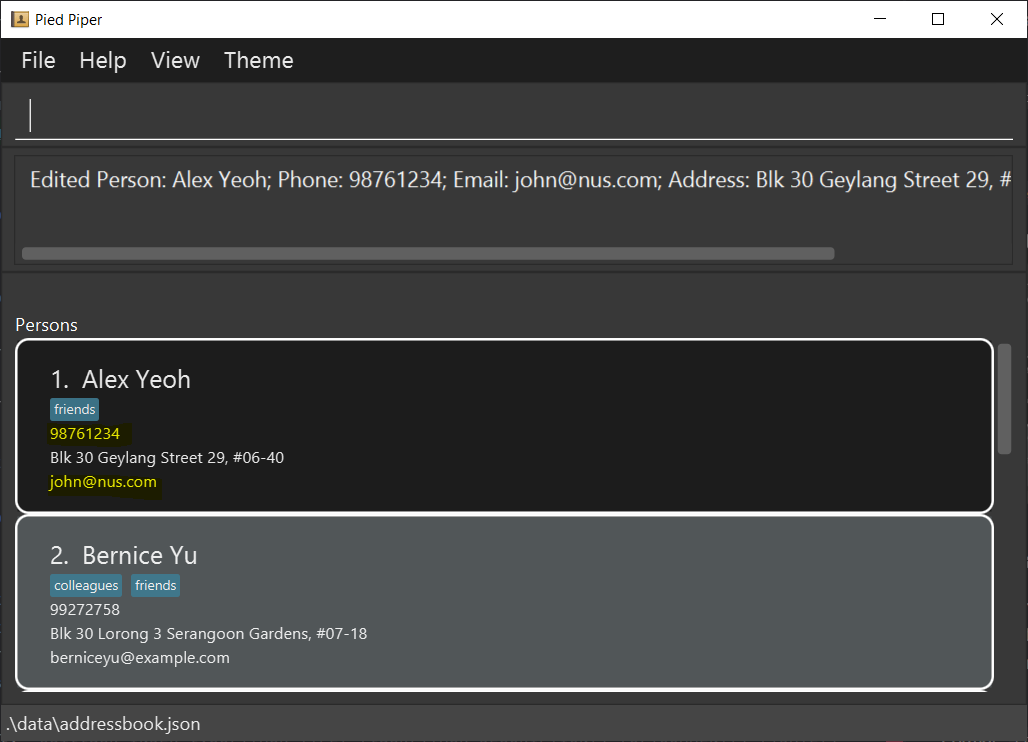 Pied Piper
File Help View Theme
Edited Person: Alex Yeoh; Phone: 98761234; Email: john@nus.com; Address: Blk 30 Geylang Street 29, #
Persons
1. Alex Yeoh
friends
98761234
Blk 30 Geylang Street 29, #06-40
john@nus.com
2. Bernice Yu
colleagues friends
99272758
Blk 30 Lorong 3 Serangoon Gardens, #07-18
berniceyu@example.com
.\data\addressbook.json